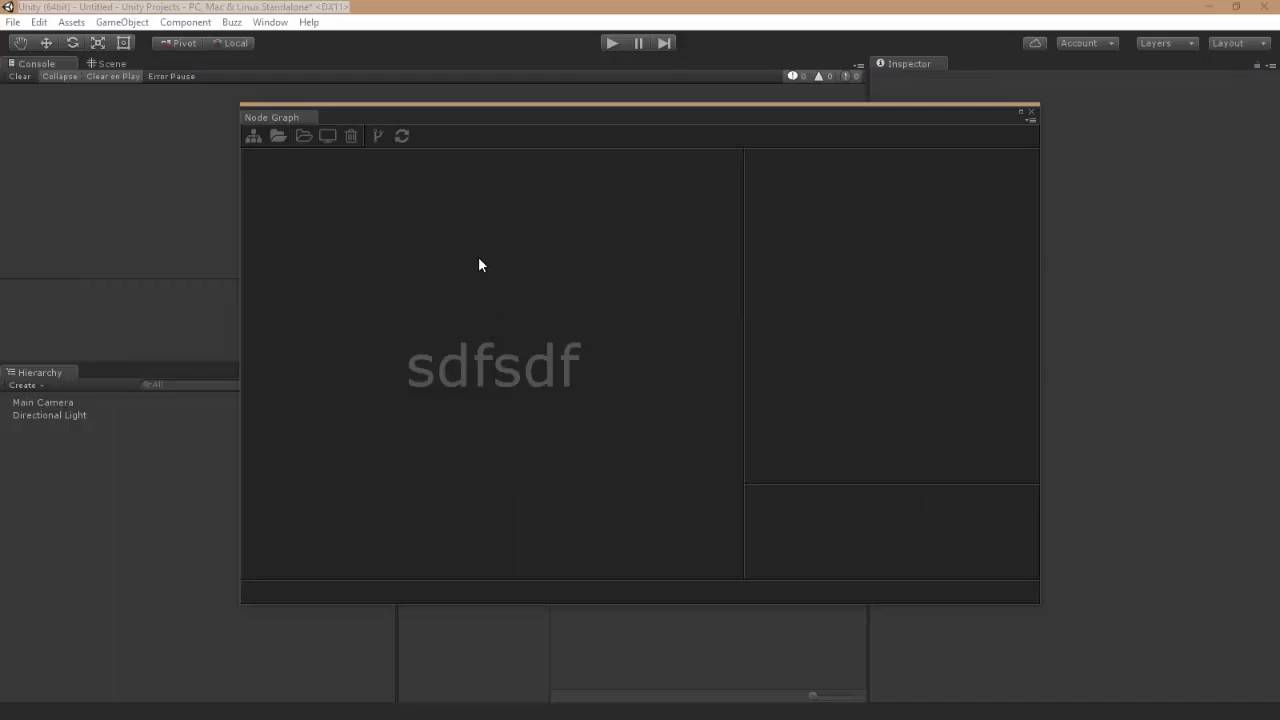 Unity (64bit) - Untitled - Unity Projects - PC, Mac & Linux Standalone* <DX11>
File Edit Assets GameObject Component Buzz Window Help
Pivot Local Account Layers Layout
Console Scene Inspector
Clear Collapse Clear on Play Error Pause 0 0 0
Node Graph
sdfsdf
Hierarchy
Create All
Main Camera
Directional Light